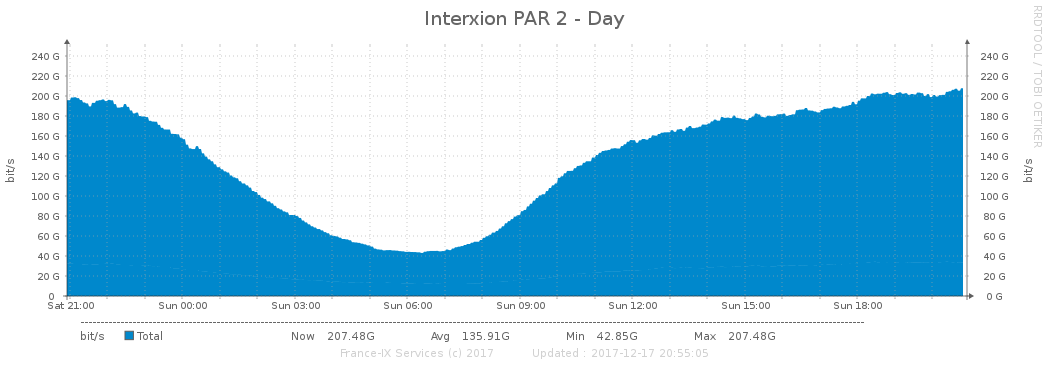 Interxion PAR 2 - Day
RRDTOOL / TOBI OETIKER
240 G 240 G
220 G 220 G
200 G 200 G
180 G 180 G
160 G 160 G
140 G 140 G
120 G 120 G
100 G 100 G
80 G 80 G
60 G 60 G
40 G 40 G
20 G 20 G
0 0 G
bit/s
bit/s
Sat 21:00 Sun 00:00 Sun 03:00 Sun 06:00 Sun 09:00 Sun 12:00 Sun 15:00 Sun 18:00
bit/s Total Now 207.48G Avg 135.91G Min 42.85G Max 207.48G
France-IX Services (c) 2017 Updated : 2017-12-17 20:55:05